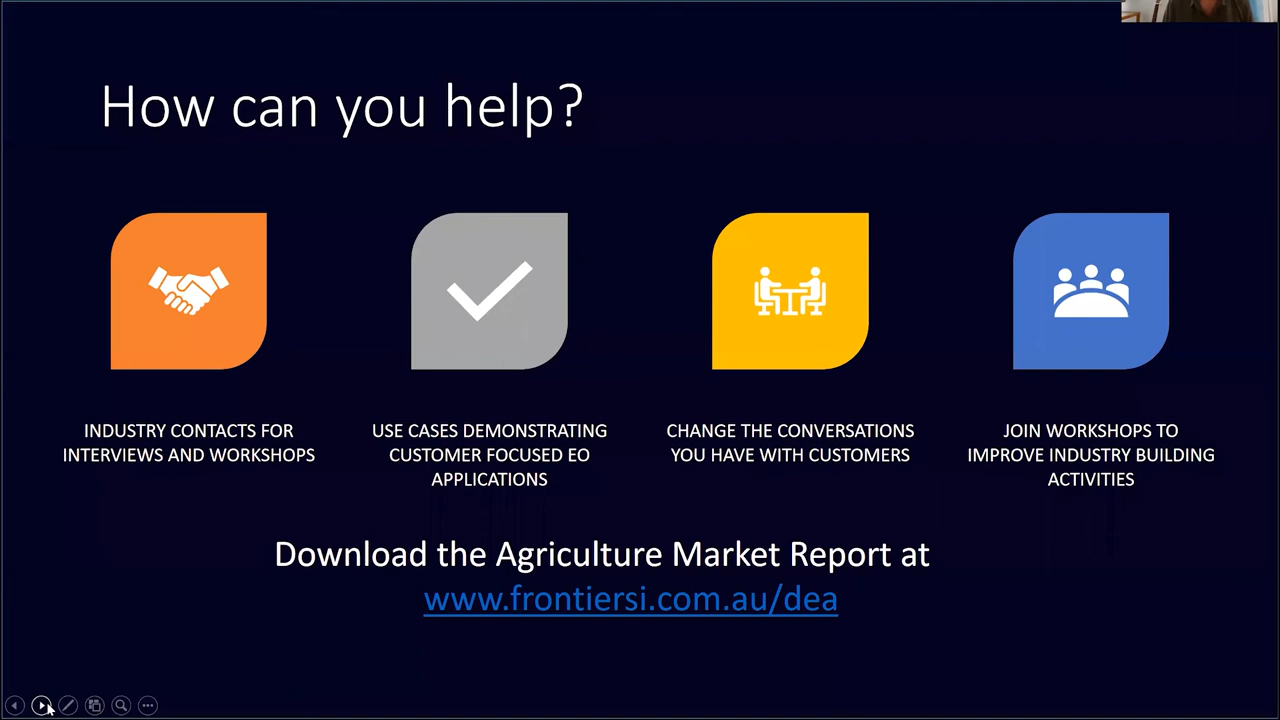 How can you help?
INDUSTRY CONTACTS FOR
INTERVIEWS AND WORKSHOPS
USE CASES DEMONSTRATING
CUSTOMER FOCUSED EO
APPLICATIONS
CHANGE THE CONVERSATIONS
YOU HAVE WITH CUSTOMERS
JOIN WORKSHOPS TO
IMPROVE INDUSTRY BUILDING
ACTIVITIES
Download the Agriculture Market Report at
www.frontiersi.com.au/dea